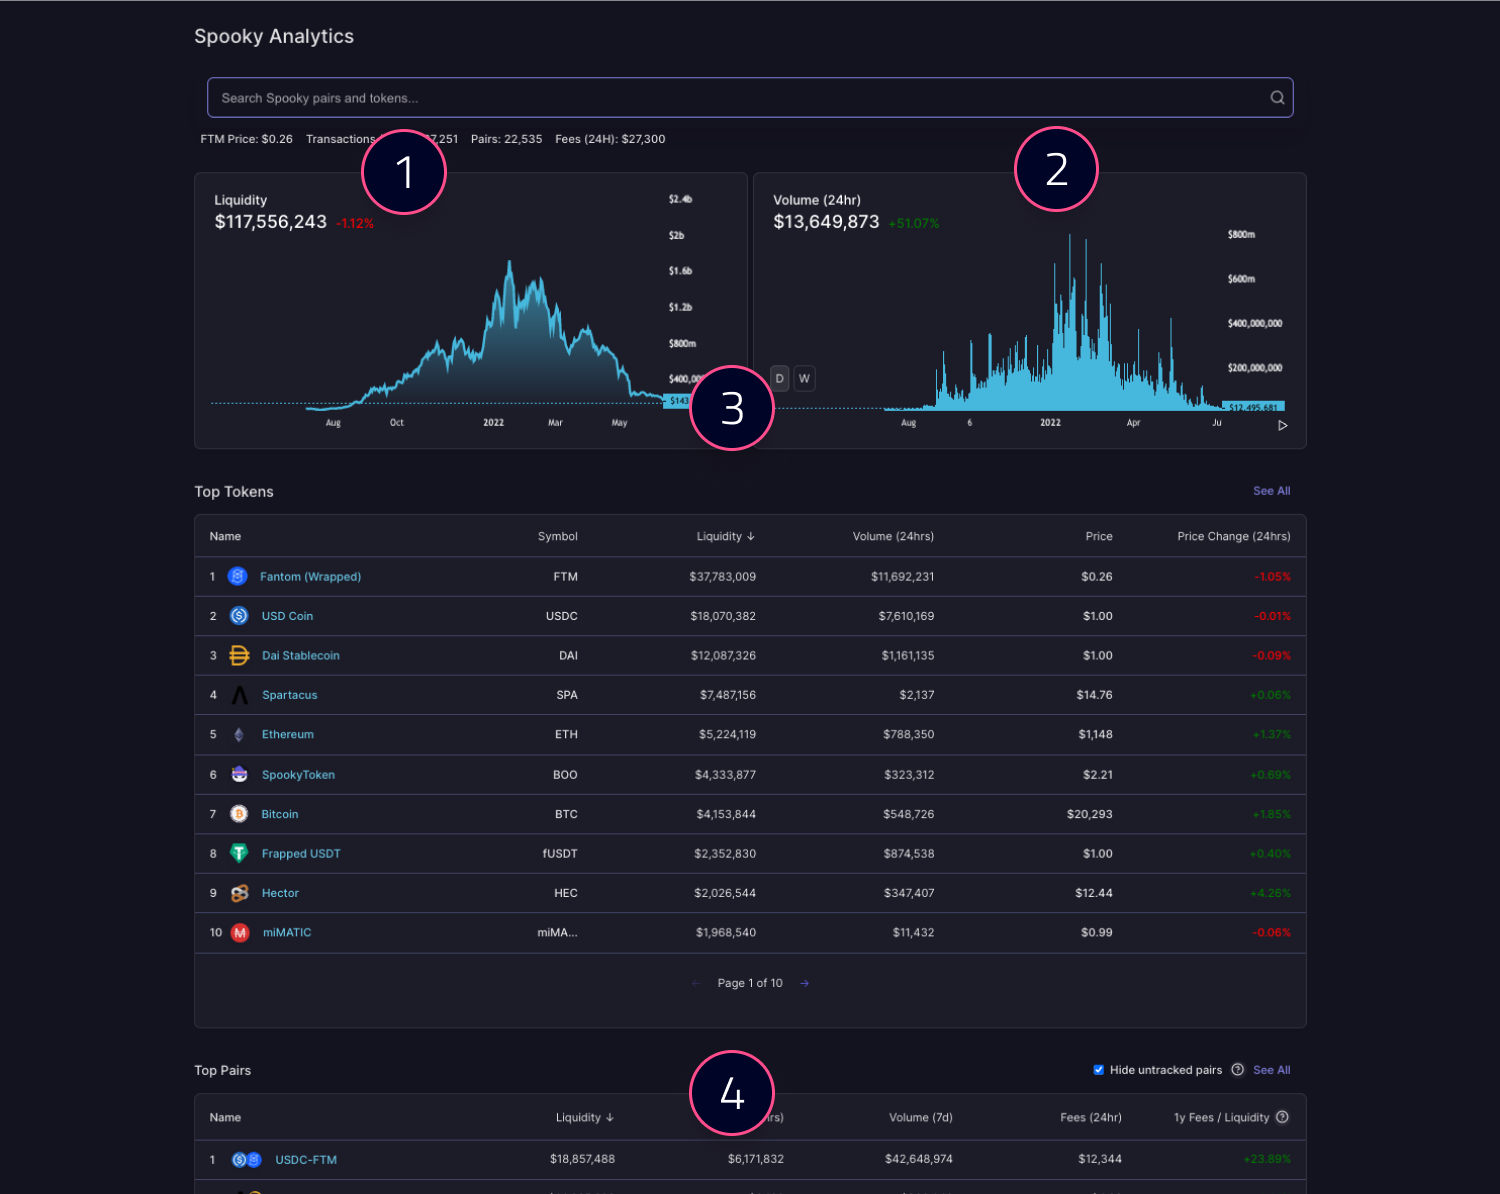 Spooky Analytics
Search Spooky pairs and tokens...
FTM Price: $0.26 Transactions 7,251 Pairs: 22,535 Fees (24H): $27,300
1
2
Liquidity
$117,556,243 -1.12%
$2.4b
$2b
$1.6b
$1.2b
$800m
$400,00
$143
Aug Oct 2022 Mar May
3
Volume (24hr)
$13,649,873 +51.07%
$800m
$600m
$400,000,000
$200,000,000
$12,495,681
D W
Aug 6 2022 Apr Ju
Top Tokens See All
Name Symbol Liquidity ↓ Volume (24hrs) Price Price Change (24hrs)
1 Fantom (Wrapped) FTM $37,783,009 $11,692,231 $0.26 -1.05%
2 USD Coin USDC $18,070,382 $7,610,169 $1.00 -0.01%
3 Dai Stablecoin DAI $12,087,326 $1,161,135 $1.00 -0.09%
4 Spartacus SPA $7,487,156 $2,137 $14.76 +0.06%
5 Ethereum ETH $5,224,119 $788,350 $1,148 +1.37%
6 SpookyToken BOO $4,333,877 $323,312 $2.21 +0.69%
7 Bitcoin BTC $4,153,844 $548,726 $20,293 +1.85%
8 Frapped USDT fUSDT $2,352,830 $874,538 $1.00 +0.40%
9 Hector HEC $2,026,544 $347,407 $12.44 +4.26%
10 miMATIC miMA... $1,968,540 $11,432 $0.99 -0.06%
← Page 1 of 10 →
Top Pairs Hide untracked pairs ? See All
4
Name Liquidity ↓ rs) Volume (7d) Fees (24hr) 1y Fees / Liquidity ?
1 USDC-FTM $18,857,488 $6,171,832 $42,648,974 $12,344 +23.89%